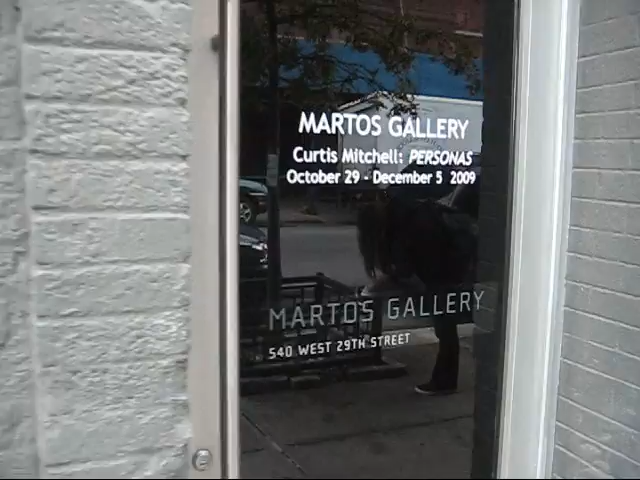 MARTOS GALLERY
Curtis Mitchell: PERSONAS
October 29 - December 5 2009
MARTOS GALLERY
540 WEST 29TH STREET